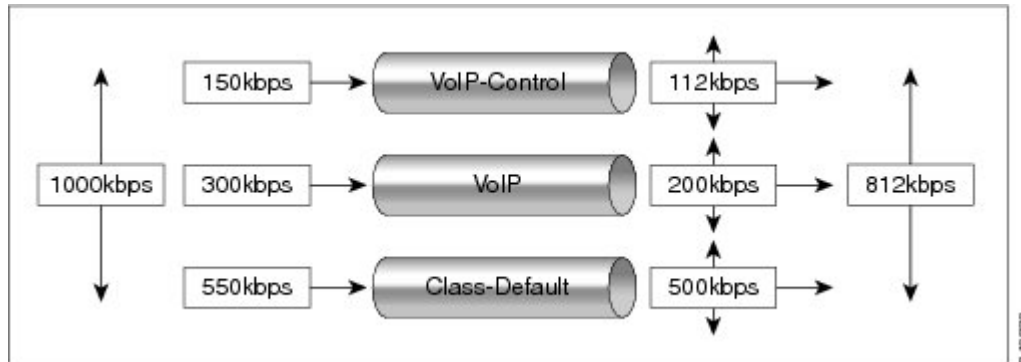 150kbps VoIP-Control 112kbps
1000kbps 300kbps VoIP 200kbps 812kbps
550kbps Class-Default 500kbps